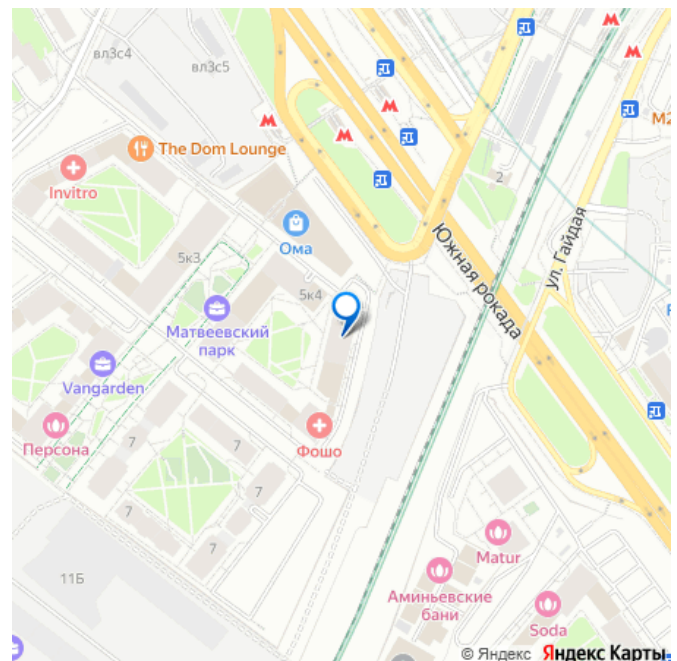 вл3с4
вл3с5
The Dom Lounge
2
М2
Invitro
Ома
5к3
5к4
Южная рокада
ул. Гайдая
Матвеевский
парк
Vangarden
Персона
Фошо
7
7
7
7
11Б
Matur
Аминьевские
бани
Soda
© Яндекс Яндекс Карты